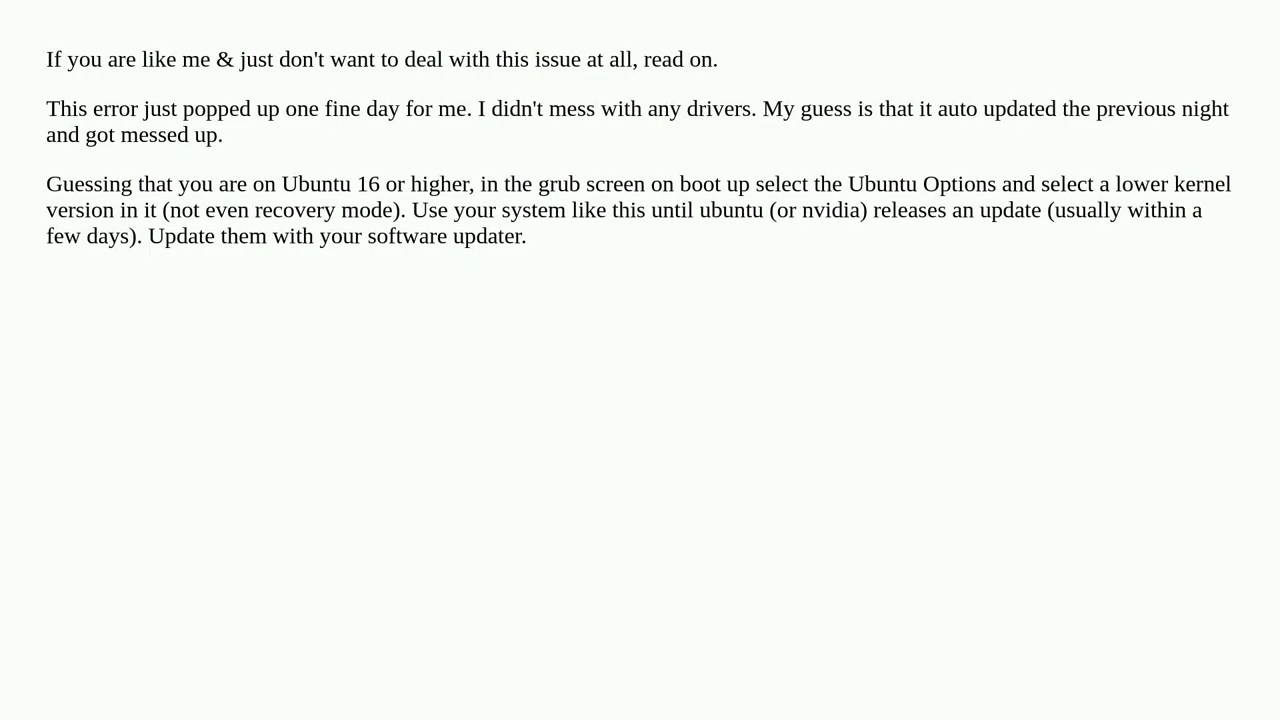 If you are like me & just don't want to deal with this issue at all, read on.
This error just popped up one fine day for me. I didn't mess with any drivers. My guess is that it auto updated the previous night
and got messed up.
Guessing that you are on Ubuntu 16 or higher, in the grub screen on boot up select the Ubuntu Options and select a lower kernel
version in it (not even recovery mode). Use your system like this until ubuntu (or nvidia) releases an update (usually within a
few days). Update them with your software updater.